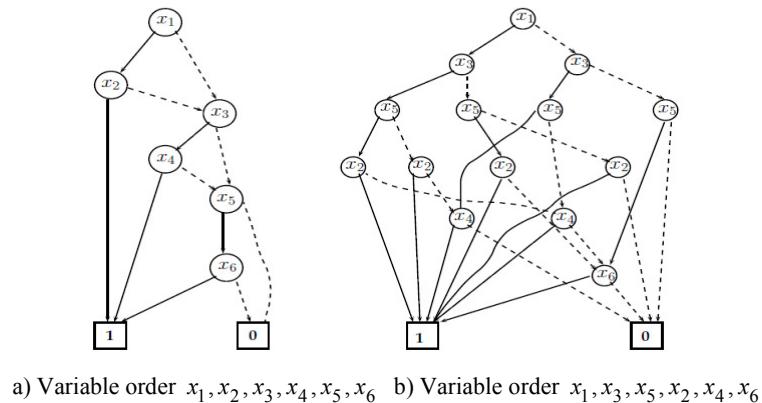 x₁ x₁
x₃ x₃
x₂ x₃ x₅ x₅ x₅ x₅
x₄ x₂ x₂ x₂ x₂
x₅ x₄ x₄
x₆ x₆
1 0 1 0
a) Variable order x₁, x₂, x₃, x₄, x₅, x₆ b) Variable order x₁, x₃, x₅, x₂, x₄, x₆